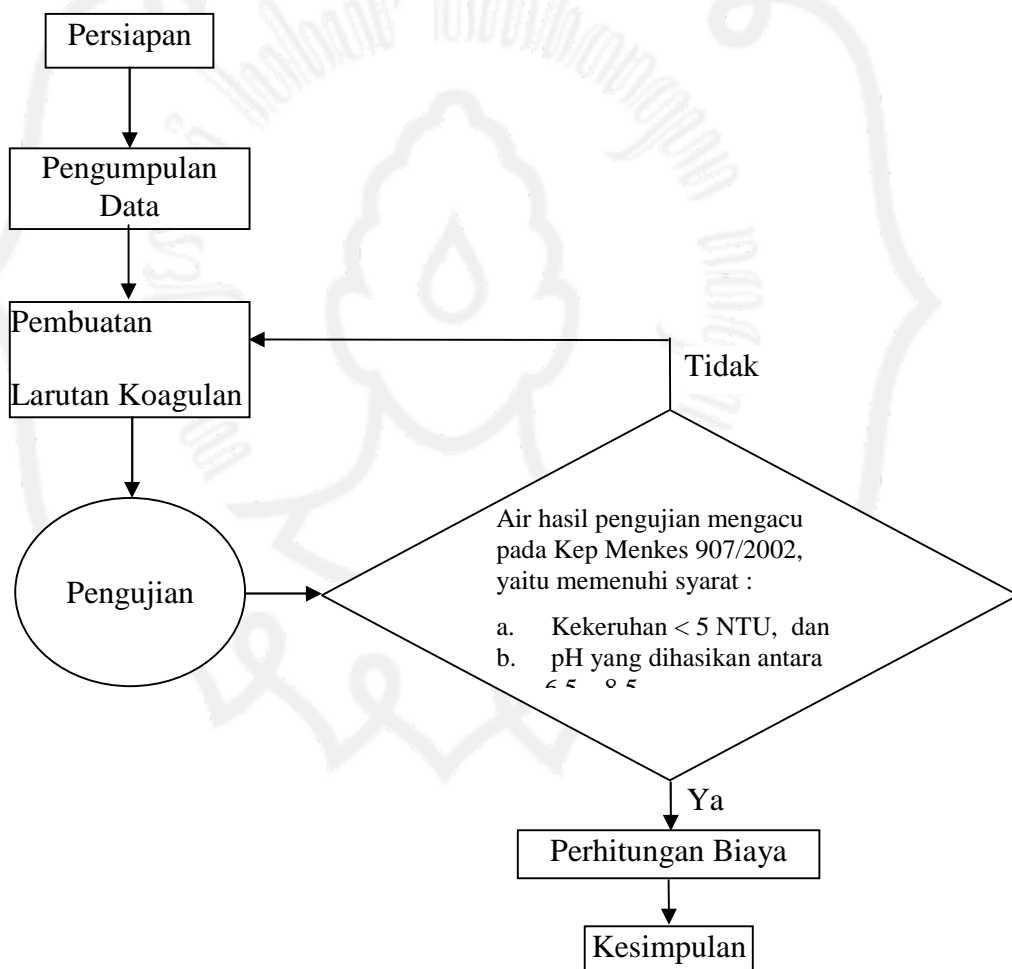 Persiapan
Pengumpulan
Data
Pembuatan
Larutan Koagulan
Tidak
Pengujian
Air hasil pengujian mengacu
pada Kep Menkes 907/2002,
yaitu memenuhi syarat :
a. Kekeruhan < 5 NTU, dan
b. pH yang dihasikan antara
Ya
Perhitungan Biaya
Kesimpulan